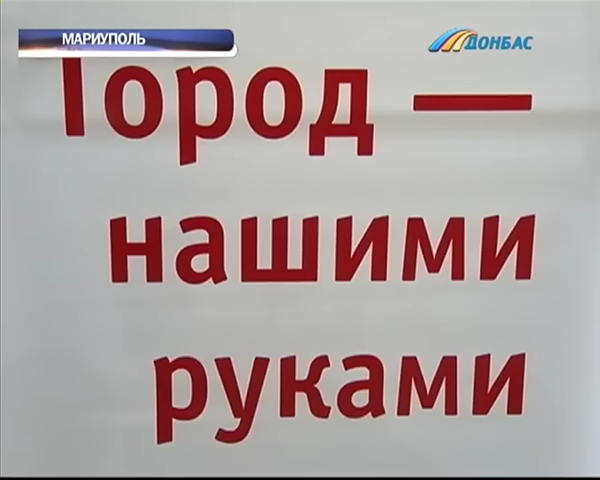 МАРИУПОЛЬ
ДОНБАС
Город —
нашими
руками